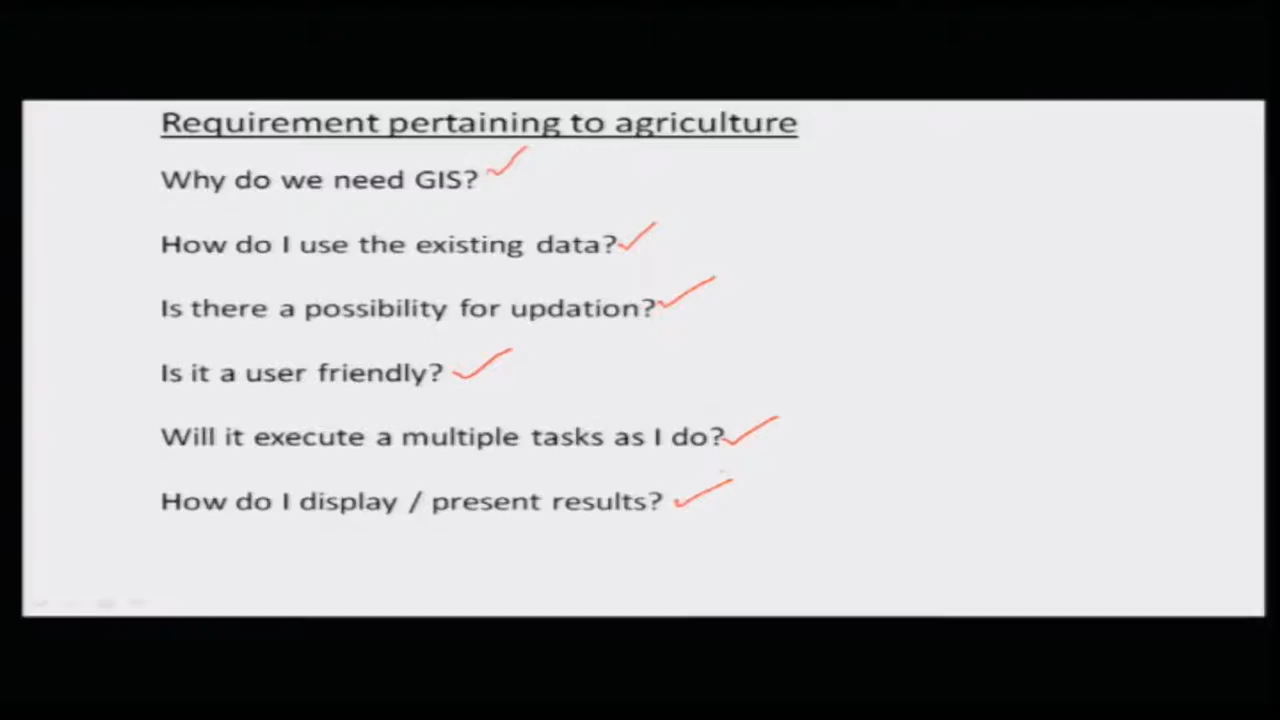 Requirement pertaining to agriculture
Why do we need GIS?
How do I use the existing data?
Is there a possibility for updation?
Is it a user friendly?
Will it execute a multiple tasks as I do?
How do I display / present results?